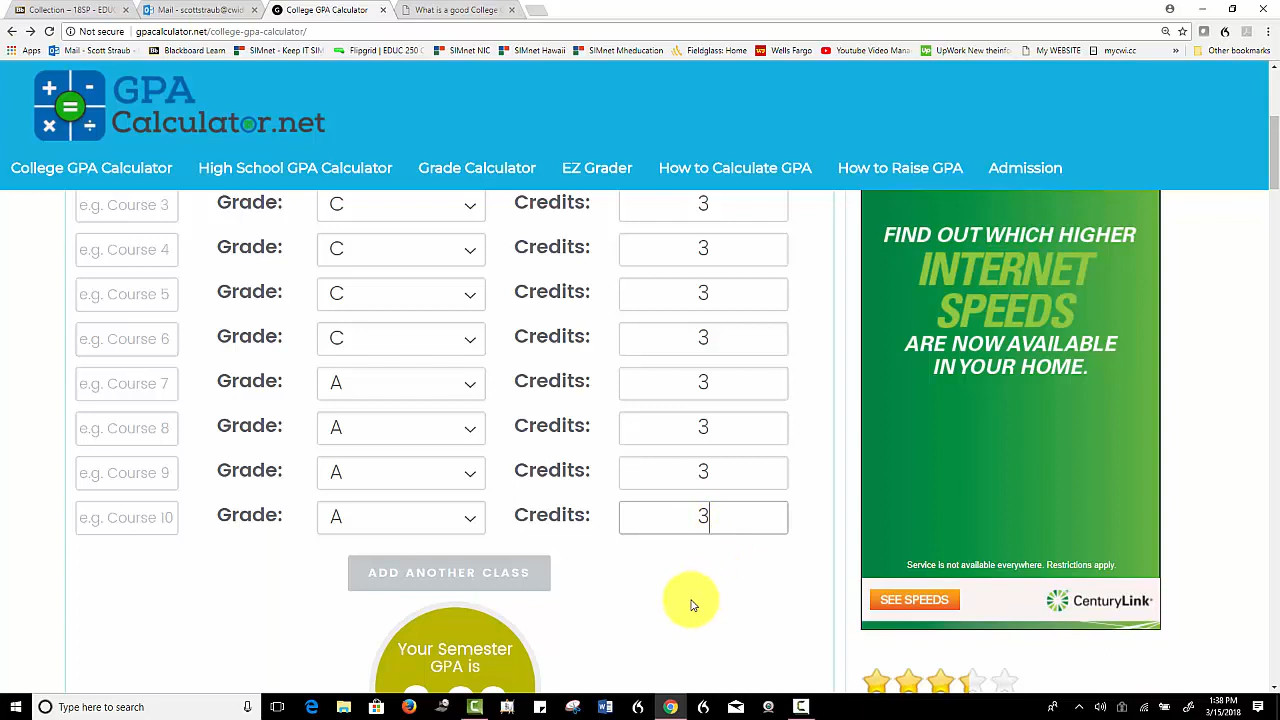 Collection – 18SP - EDU
Mail - scottstraub@cwid
College GPA Calculator
What is a good College
Not secure gpacalculator.net/college-gpa-calculator/
Apps Mail - Scott Straub Blackboard Learn SIMnet - Keep IT SIM Flipgrid | EDUC 250 C SIMnet NIC SIMnet Hawaii SIMnet Mheducation Fieldglass: Home Wells Fargo Youtube Video Mana UpWork New theinfo My WEBSITE mycwi.cc » Other bookmarks
GPA
Calculator.net
College GPA Calculator High School GPA Calculator Grade Calculator EZ Grader How to Calculate GPA How to Raise GPA Admission
e.g. Course 3 Grade: C Credits: 3
e.g. Course 4 Grade: C Credits: 3
e.g. Course 5 Grade: C Credits: 3
e.g. Course 6 Grade: C Credits: 3
e.g. Course 7 Grade: A Credits: 3
e.g. Course 8 Grade: A Credits: 3
e.g. Course 9 Grade: A Credits: 3
e.g. Course 10 Grade: A Credits: 3
ADD ANOTHER CLASS
Your Semester
GPA is
FIND OUT WHICH HIGHER
INTERNET
SPEEDS
ARE NOW AVAILABLE
IN YOUR HOME.
Service is not available everywhere. Restrictions apply.
SEE SPEEDS
CenturyLink®
Type here to search
1:38 PM
3/15/2018